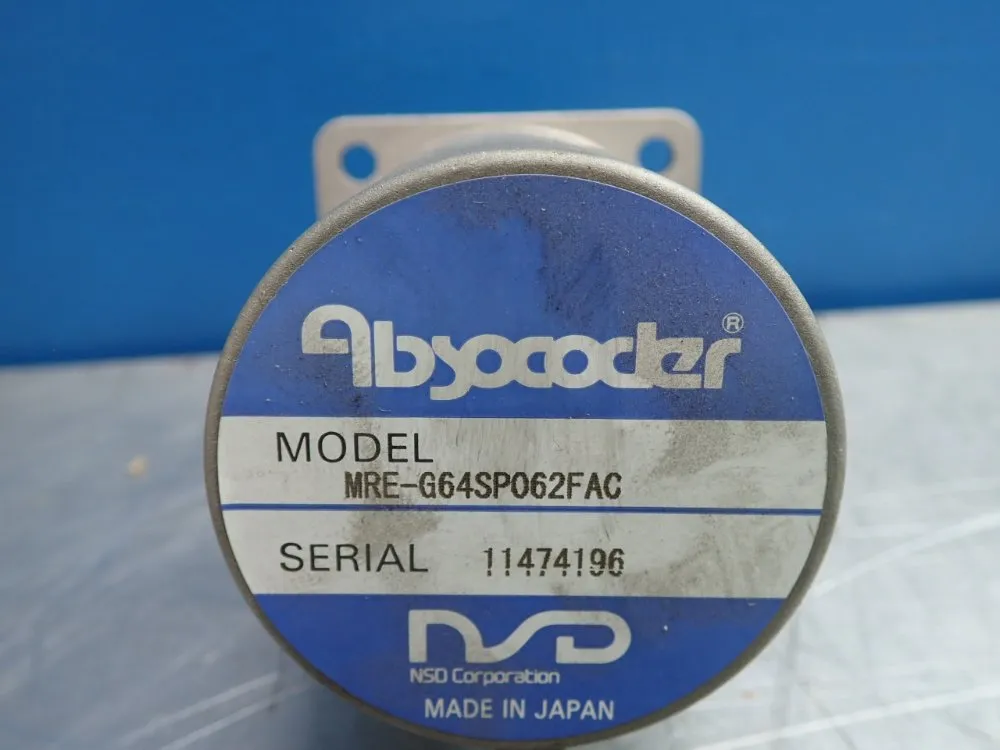 Absocoder®
MODEL
MRE-G64SP062FAC
SERIAL 11474196
NSD
NSD Corporation
MADE IN JAPAN